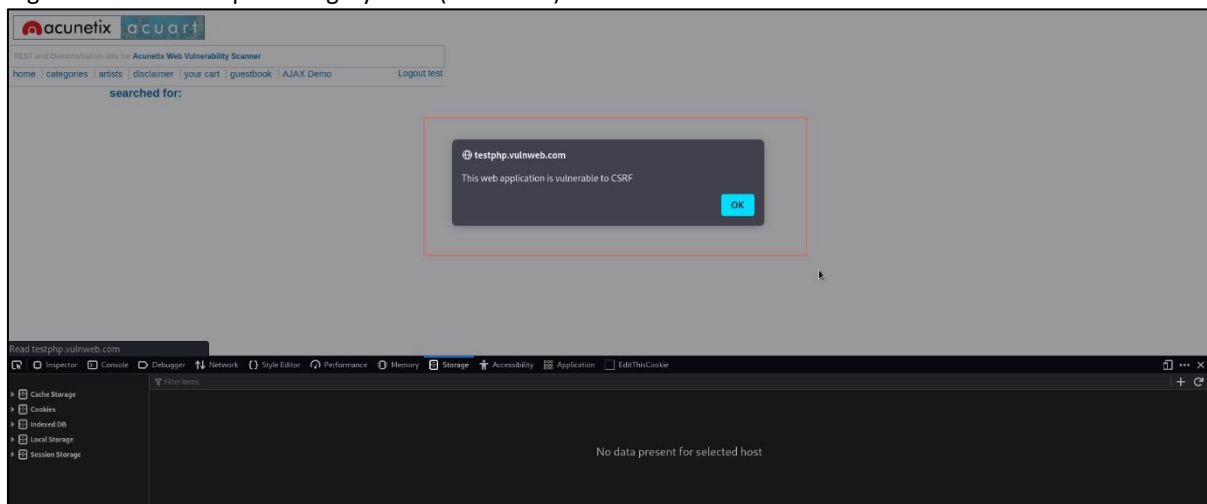 acunetix acuart
TEST and Demonstration site for Acunetix Web Vulnerability Scanner
home | categories | artists | disclaimer | your cart | guestbook | AJAX Demo Logout test
searched for:
testphp.vulnweb.com
This web application is vulnerable to CSRF
OK
Read testphp.vulnweb.com
Inspector Console Debugger Network Style Editor Performance Memory Storage Accessibility Application EditThisCookie
Filter Items
Cache Storage
Cookies
Indexed DB
Local Storage
Session Storage
No data present for selected host